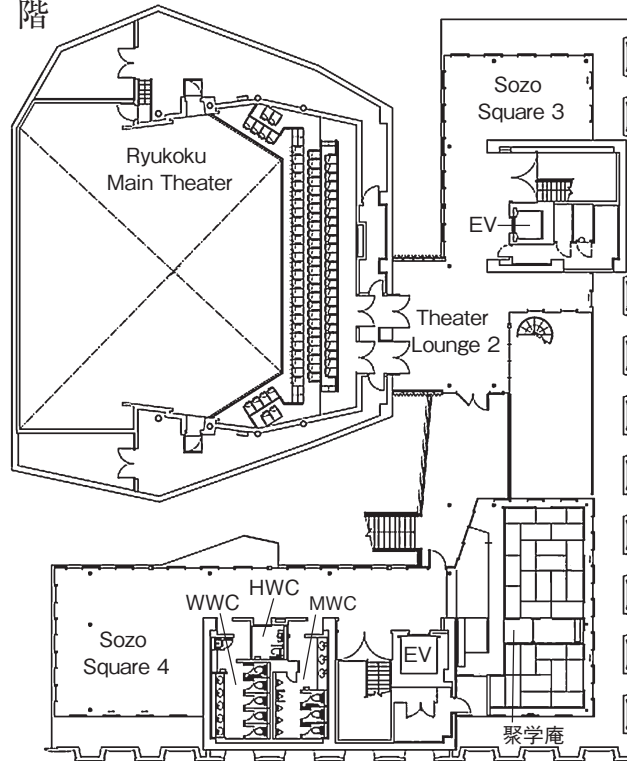 階
Sozo
Square 3
Ryukoku
Main Theater
EV
Theater
Lounge 2
HWC
WWC
MWC
Sozo
Square 4
EV
聚学庵